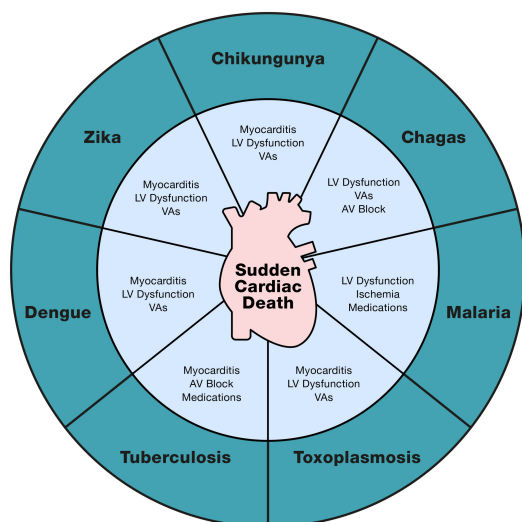 Chikungunya
Myocarditis
LV Dysfunction
VAs
Chagas
LV Dysfunction
VAs
AV Block
Malaria
LV Dysfunction
Ischemia
Medications
Toxoplasmosis
Myocarditis
LV Dysfunction
VAs
Tuberculosis
Myocarditis
AV Block
Medications
Dengue
Myocarditis
LV Dysfunction
VAs
Zika
Myocarditis
LV Dysfunction
VAs
Sudden
Cardiac
Death